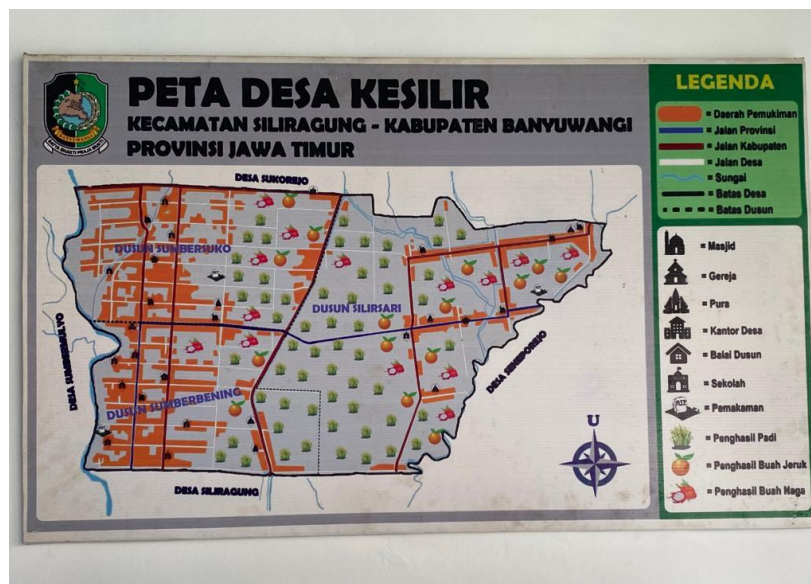 PETA DESA KESILIR
KECAMATAN SILIRAGUNG - KABUPATEN BANYUWANGI
PROVINSI JAWA TIMUR
DESA SUKOREJO
DUSUN SUMBERSUKO
DUSUN SILIRSARI
DESA SUMBERMULYO
DESA SENEPOREJO
DUSUN SUMBERBENING
DESA SILIRAGUNG
U
LEGENDA
= Daerah Pemukiman
= Jalan Provinsi
= Jalan Kabupaten
= Jalan Desa
= Sungai
= Batas Desa
= Batas Dusun
= Masjid
= Gereja
= Pura
= Kantor Desa
= Balai Dusun
= Sekolah
= Pemakaman
= Penghasil Padi
= Penghasil Buah Jeruk
= Penghasil Buah Naga